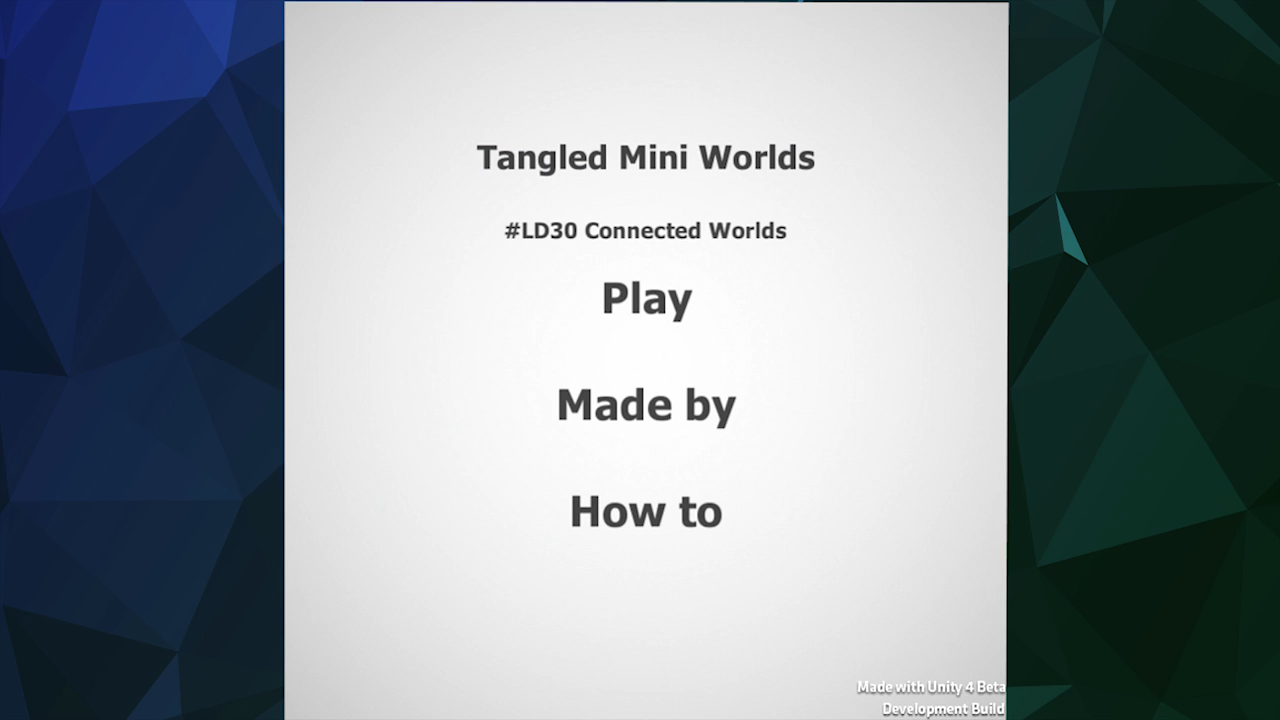 Tangled Mini Worlds
#LD30 Connected Worlds
Play
Made by
How to
Made with Unity 4 Beta
Development Build